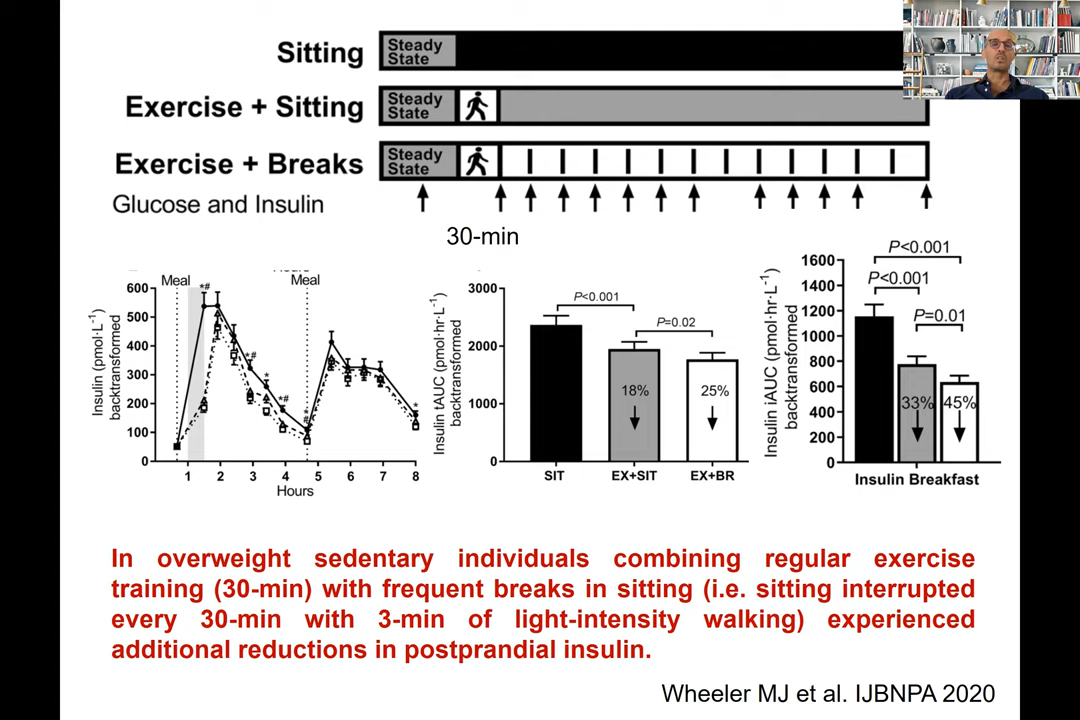 Sitting
Steady
State
Exercise + Sitting
Steady
State
Exercise + Breaks
Steady
State
Glucose and Insulin
30-min
Meal
Meal
*#
*#
*
*#
*
#
*
Insulin (pmol·L⁻¹)
backtransformed
600
500
400
300
200
100
0
1 2 3 4 5 6 7 8
Hours
Insulin tAUC (pmol·hr·L⁻¹)
backtransformed
3000
2000
1000
0
P<0.001
P=0.02
18%
25%
SIT EX+SIT EX+BR
Insulin iAUC (pmol·hr·L⁻¹)
backtransformed
1600
1400
1200
1000
800
600
400
200
0
P<0.001
P<0.001
P=0.01
33%
45%
Insulin Breakfast
In overweight sedentary individuals combining regular exercise
training (30-min) with frequent breaks in sitting (i.e. sitting interrupted
every 30-min with 3-min of light-intensity walking) experienced
additional reductions in postprandial insulin.
Wheeler MJ et al. IJBNPA 2020